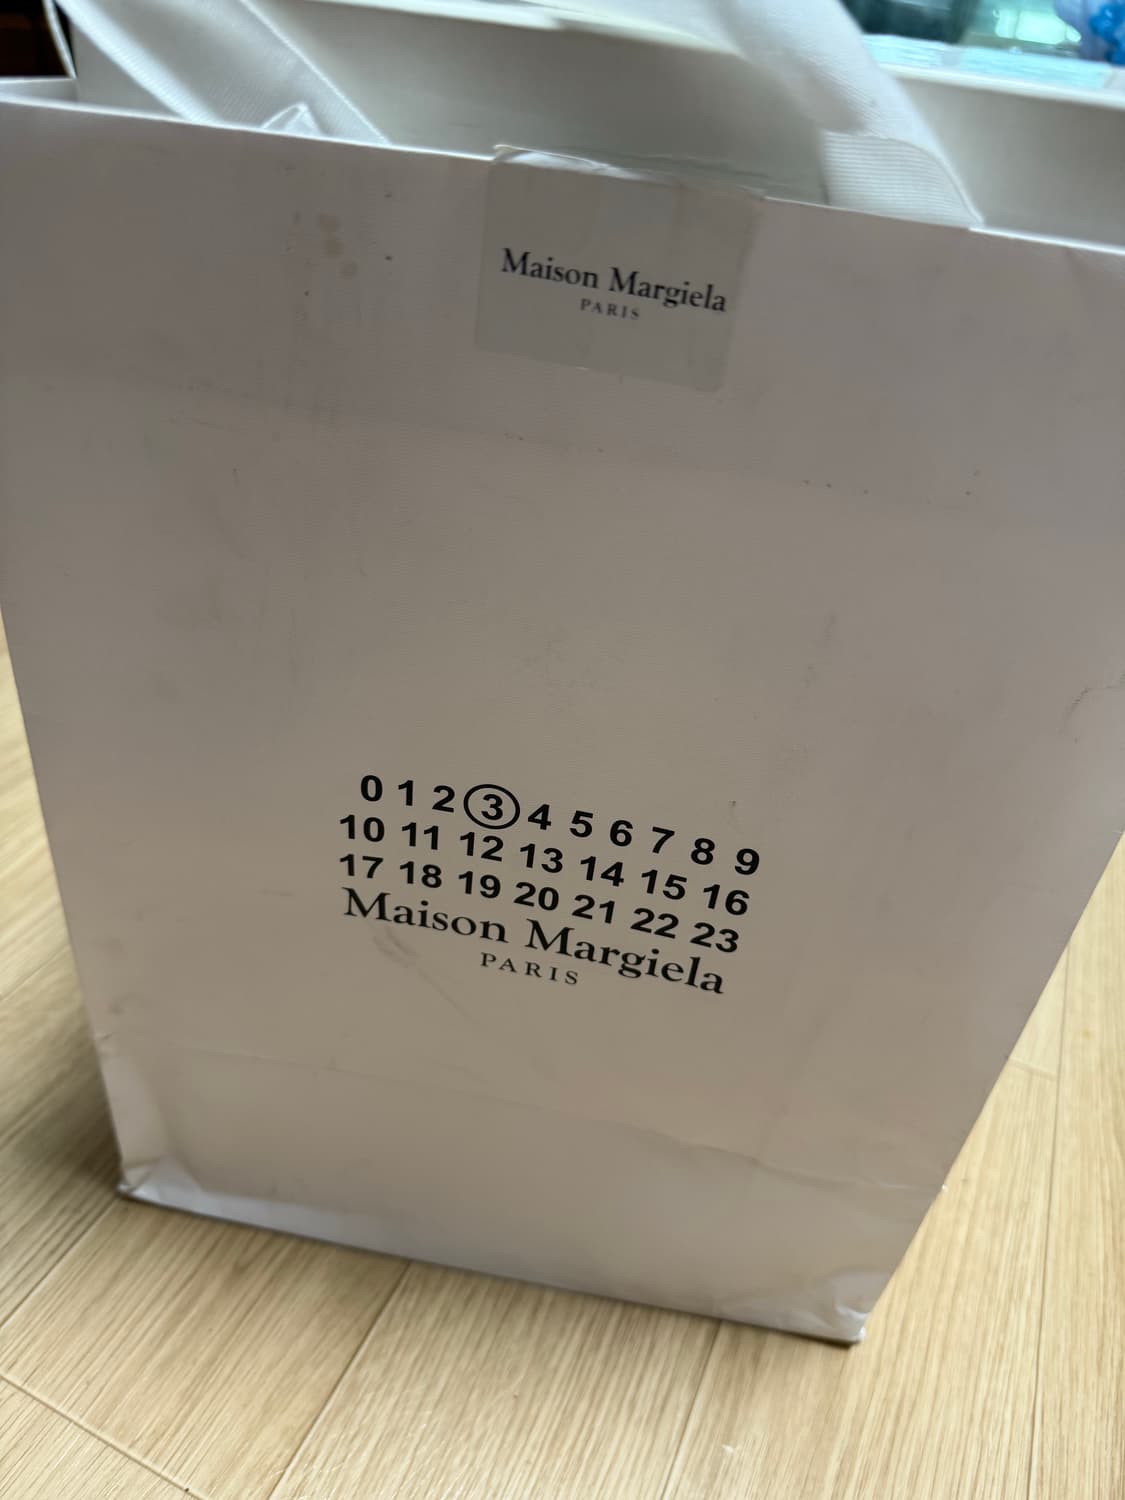 Maison Margiela
PARIS
0 1 2 3 4 5 6 7 8 9
10 11 12 13 14 15 16
17 18 19 20 21 22 23
Maison Margiela
PARIS